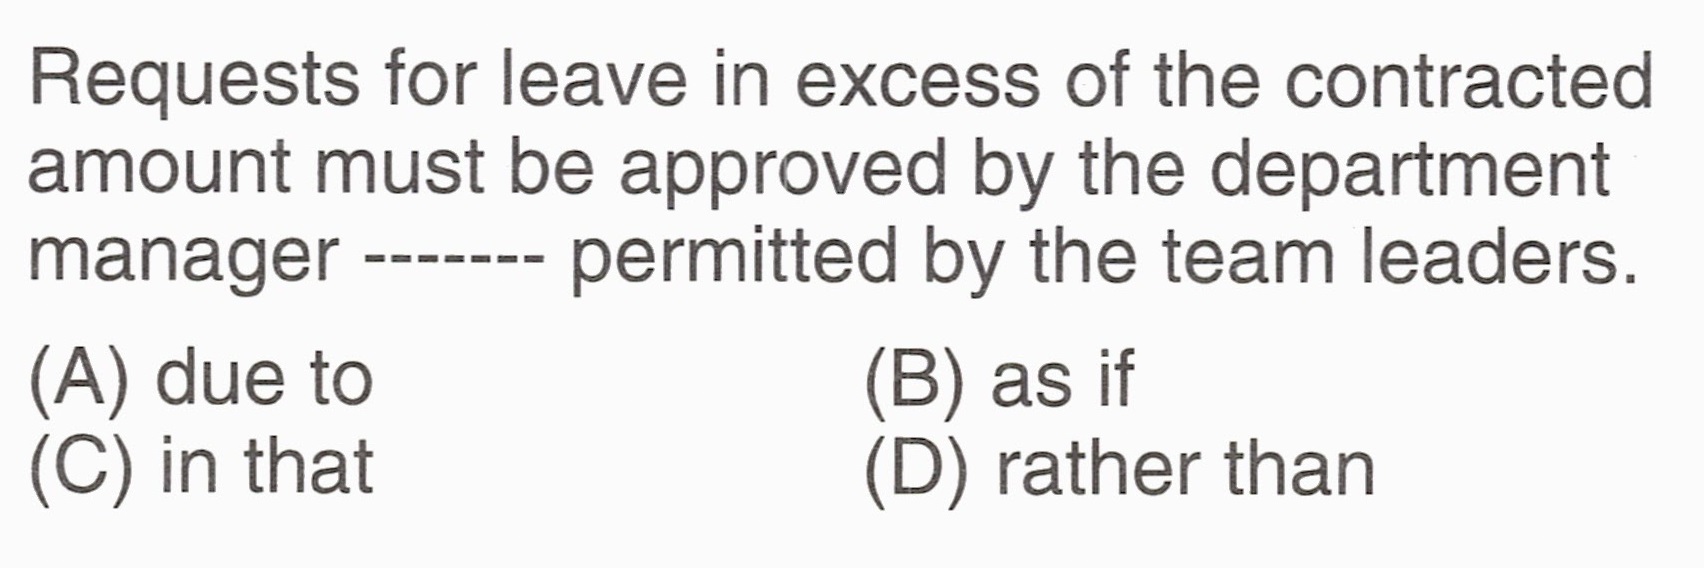 Requests for leave in excess of the contracted
amount must be approved by the department
manager ------- permitted by the team leaders.
(A) due to
(B) as if
(C) in that
(D) rather than